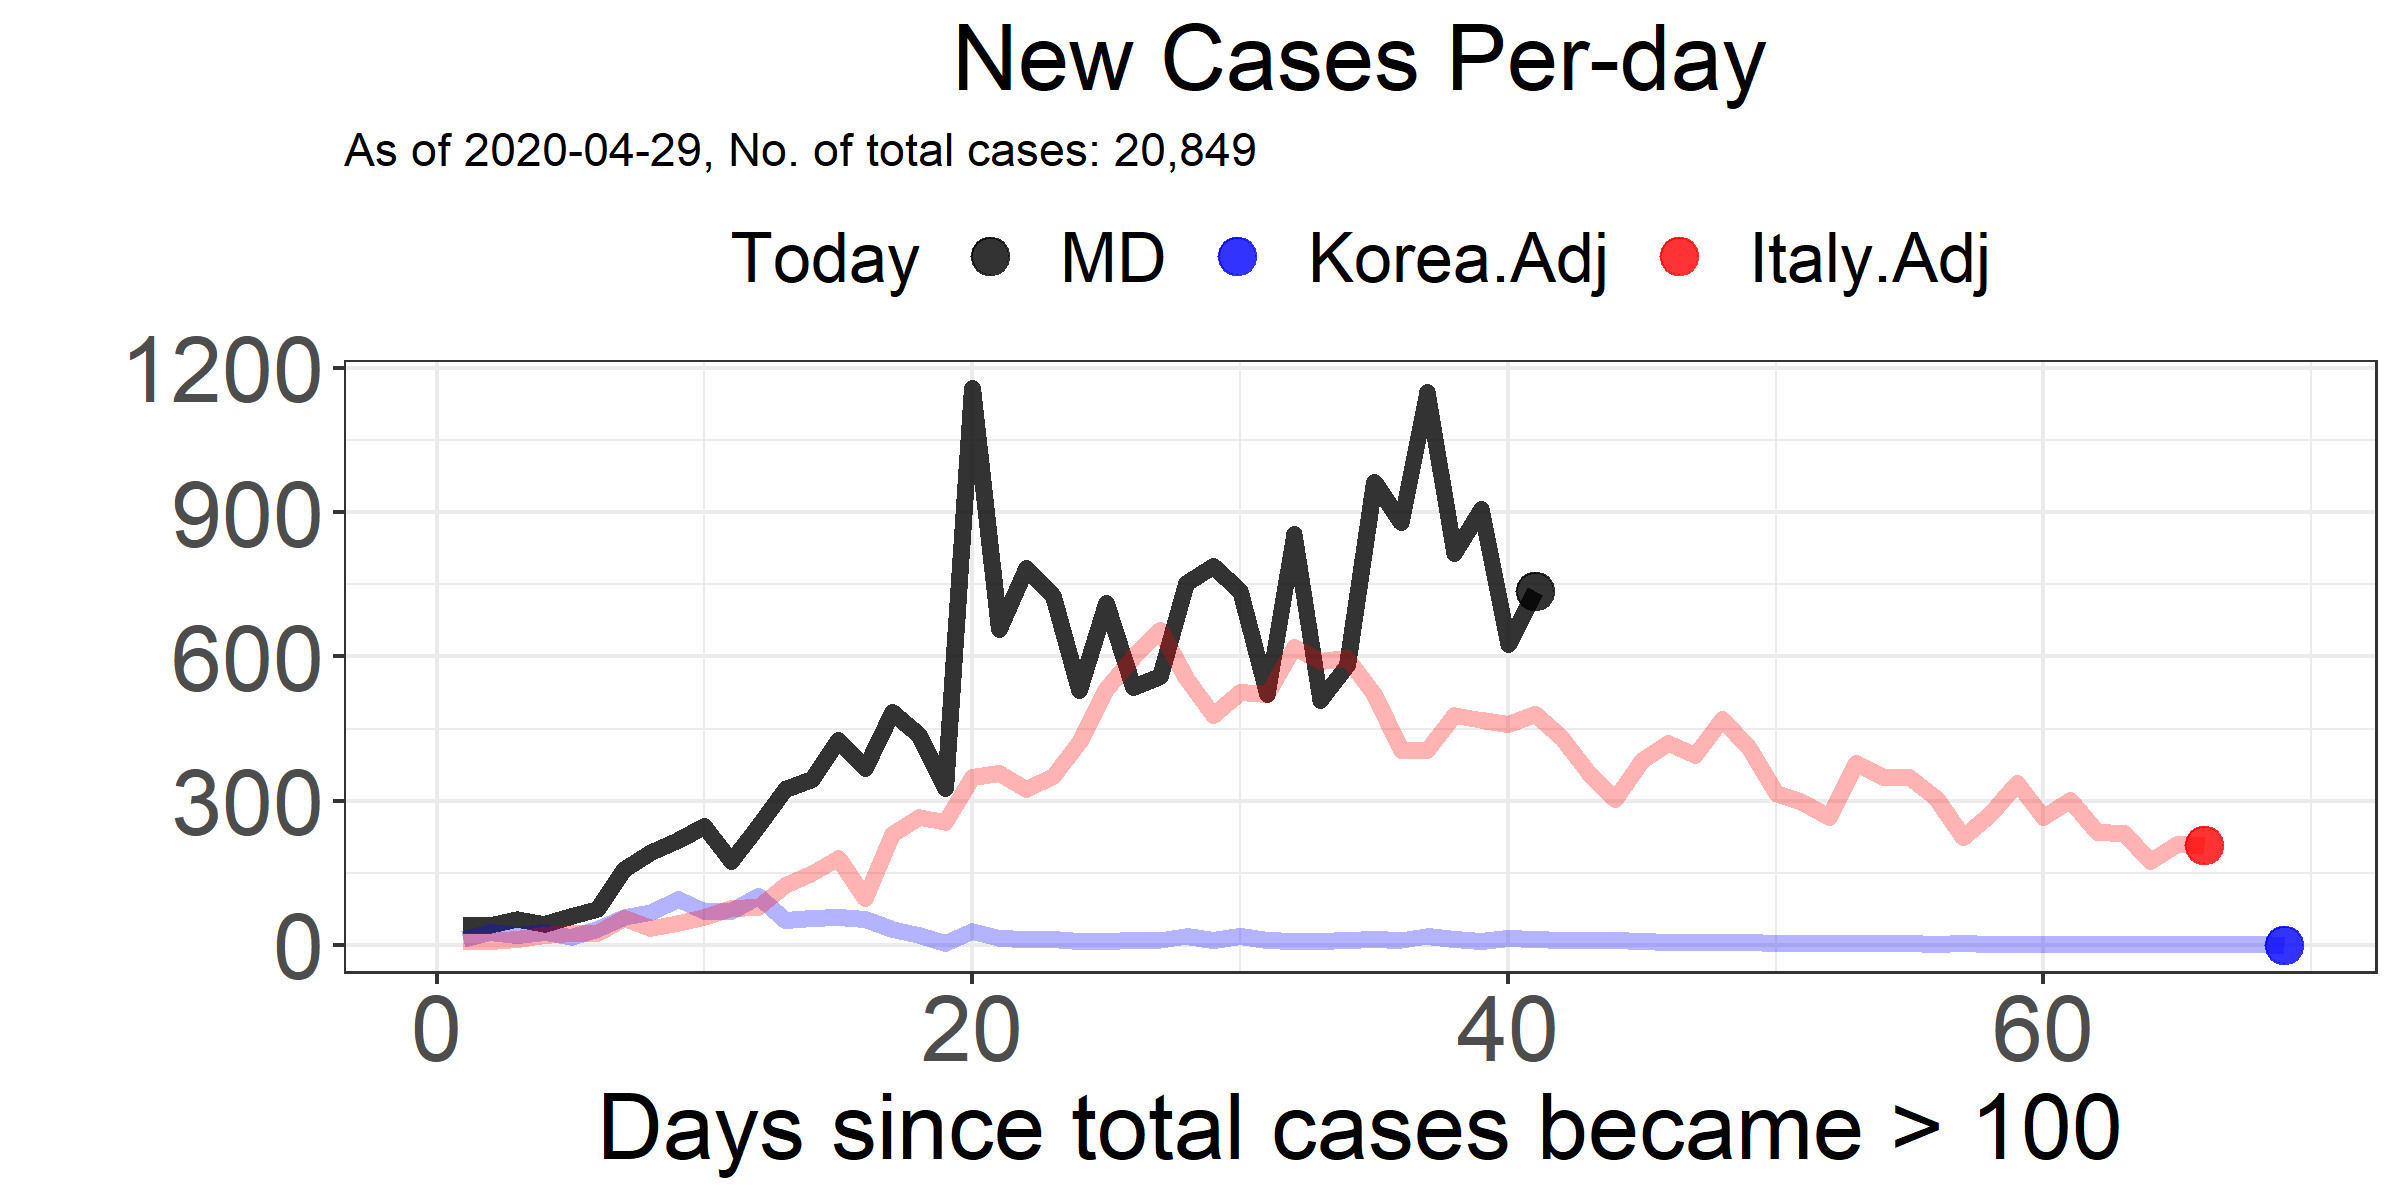 New Cases Per-day
As of 2020-04-29, No. of total cases: 20,849
Today MD Korea.Adj Italy.Adj
1200
900
600
300
0
0 20 40 60
Days since total cases became > 100